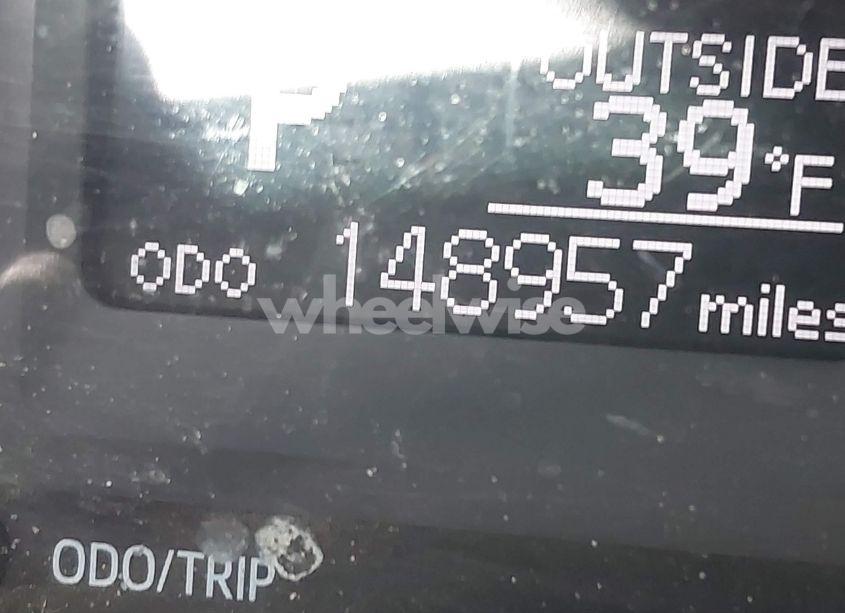 OUTSIDE
P
39°F
ODO 148957 miles
wheelwise
ODO/TRIP